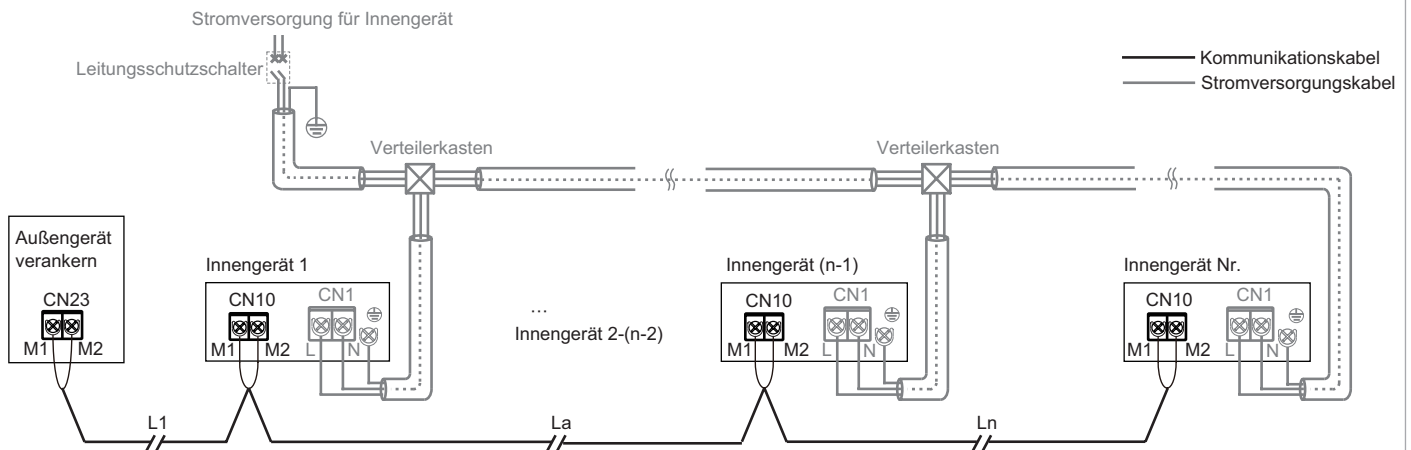 Stromversorgung für Innengerät
Leitungsschutzschalter
Kommunikationskabel
Stromversorgungskabel
Verteilerkasten
Verteilerkasten
Außengerät
verankern
CN23
M1 M2
Innengerät 1
CN10 CN1
M1 M2 L N
...
Innengerät 2-(n-2)
Innengerät (n-1)
CN10 CN1
M1 M2 L N
Innengerät Nr.
CN10 CN1
M1 M2 L N
L1 La Ln